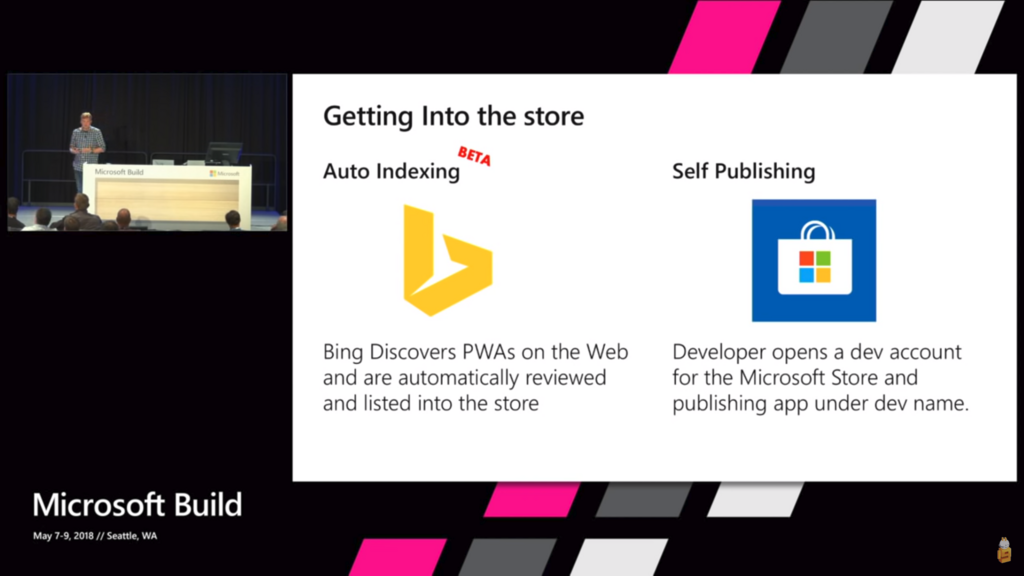 Getting Into the store
Auto Indexing
BETA
Self Publishing
Bing Discovers PWAs on the Web
and are automatically reviewed
and listed into the store
Developer opens a dev account
for the Microsoft Store and
publishing app under dev name.
Microsoft Build
Microsoft
Microsoft Build
May 7-9, 2018 // Seattle, WA